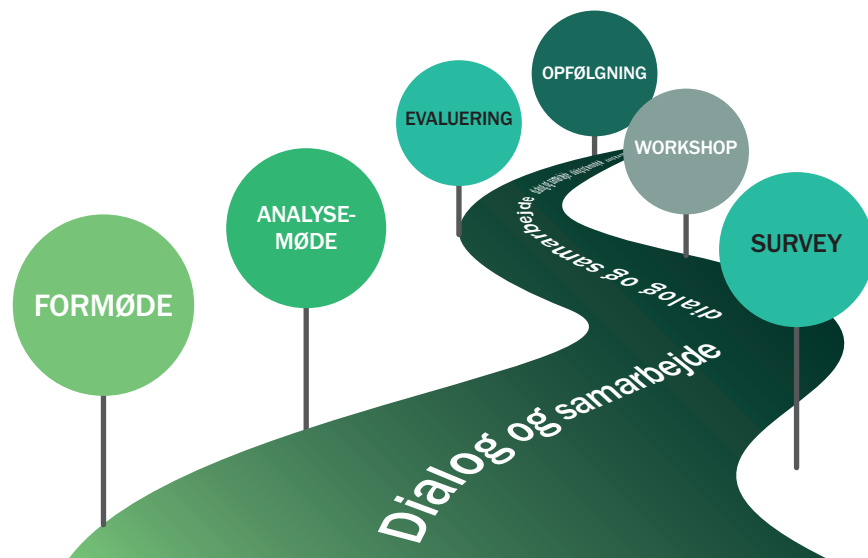 OPFØLGNING
EVALUERING
WORKSHOP
ANALYSE-
MØDE
SURVEY
FORMØDE
Dialog og samarbejde
dialog og samarbejde
dialog og samarbejde